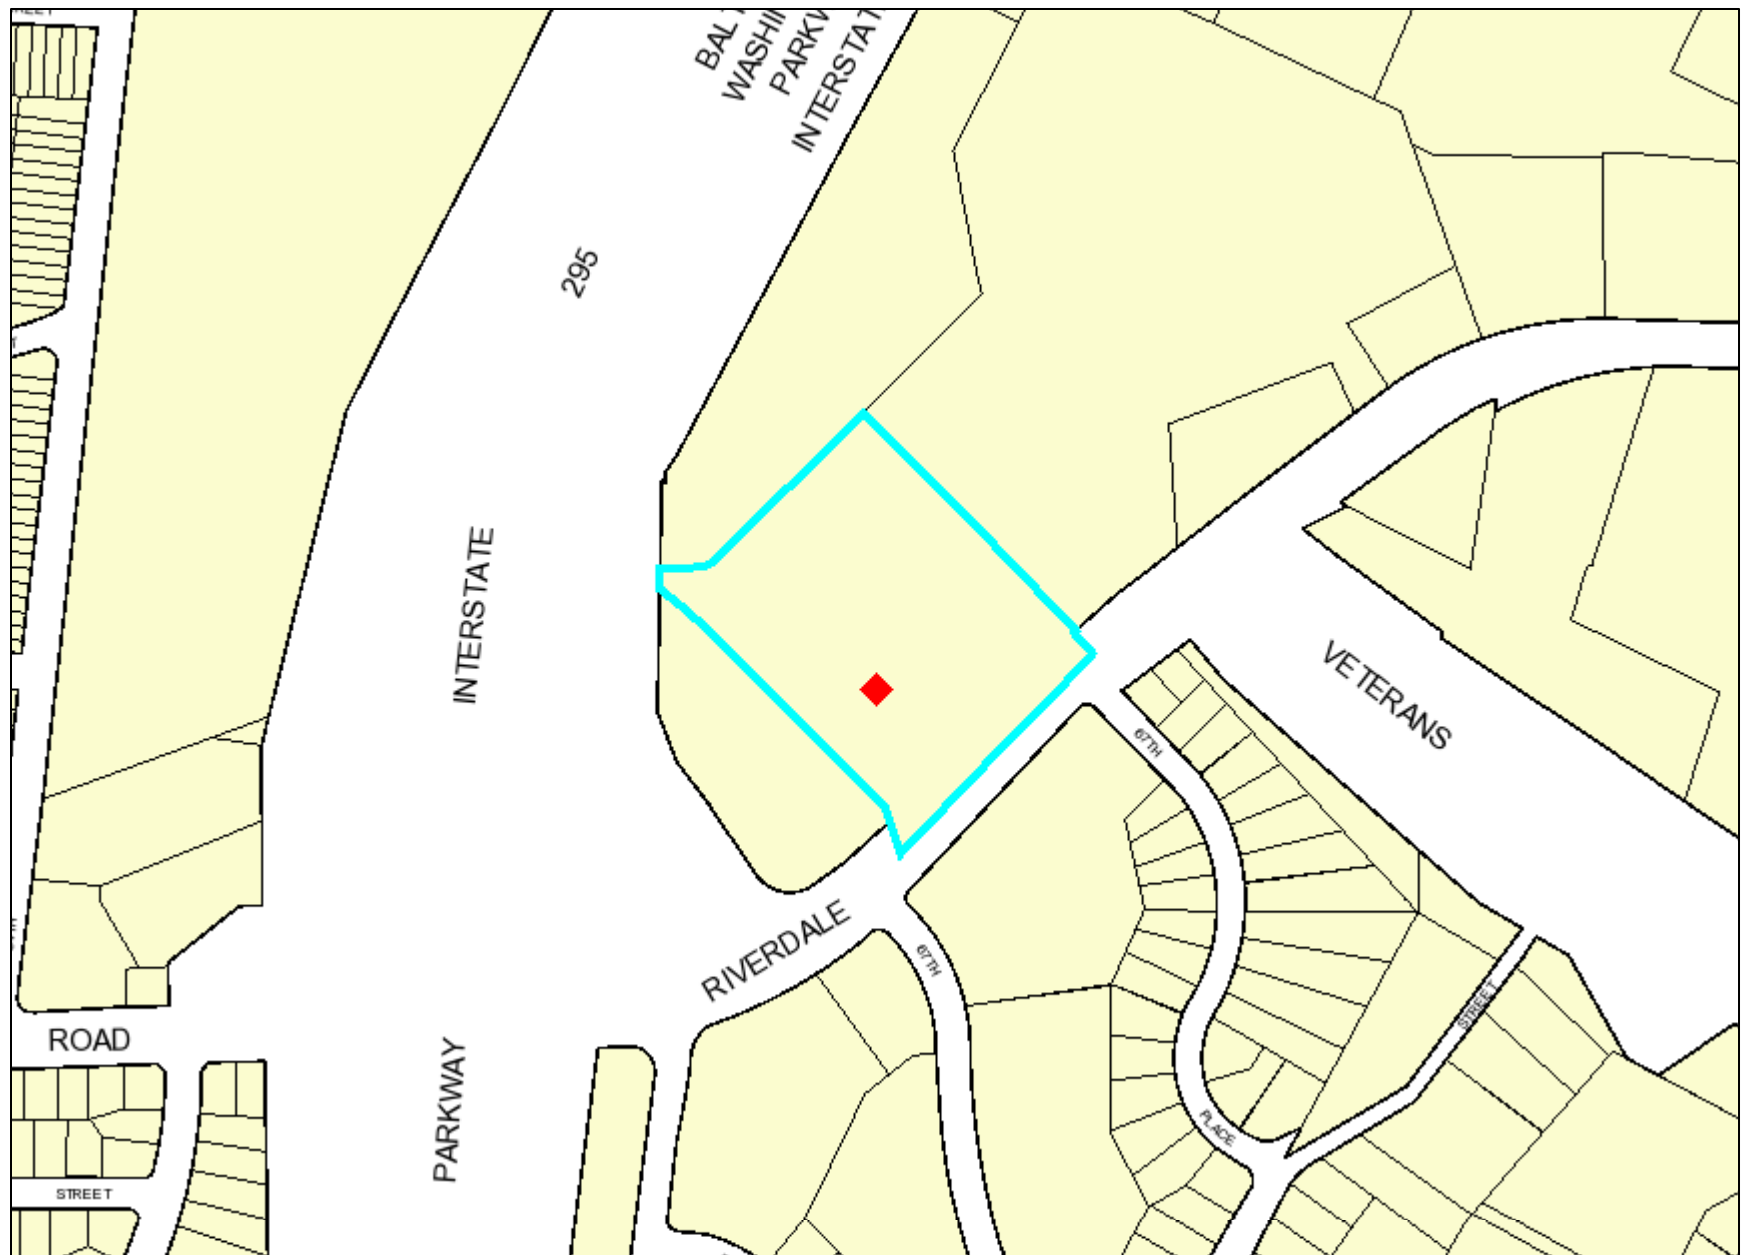 BAL
WASHI
PARKW
INTERSTAT
295
INTERSTATE
VETERANS
67TH
RIVERDALE
67TH
STREET
ROAD
PARKWAY
PLACE
STREET